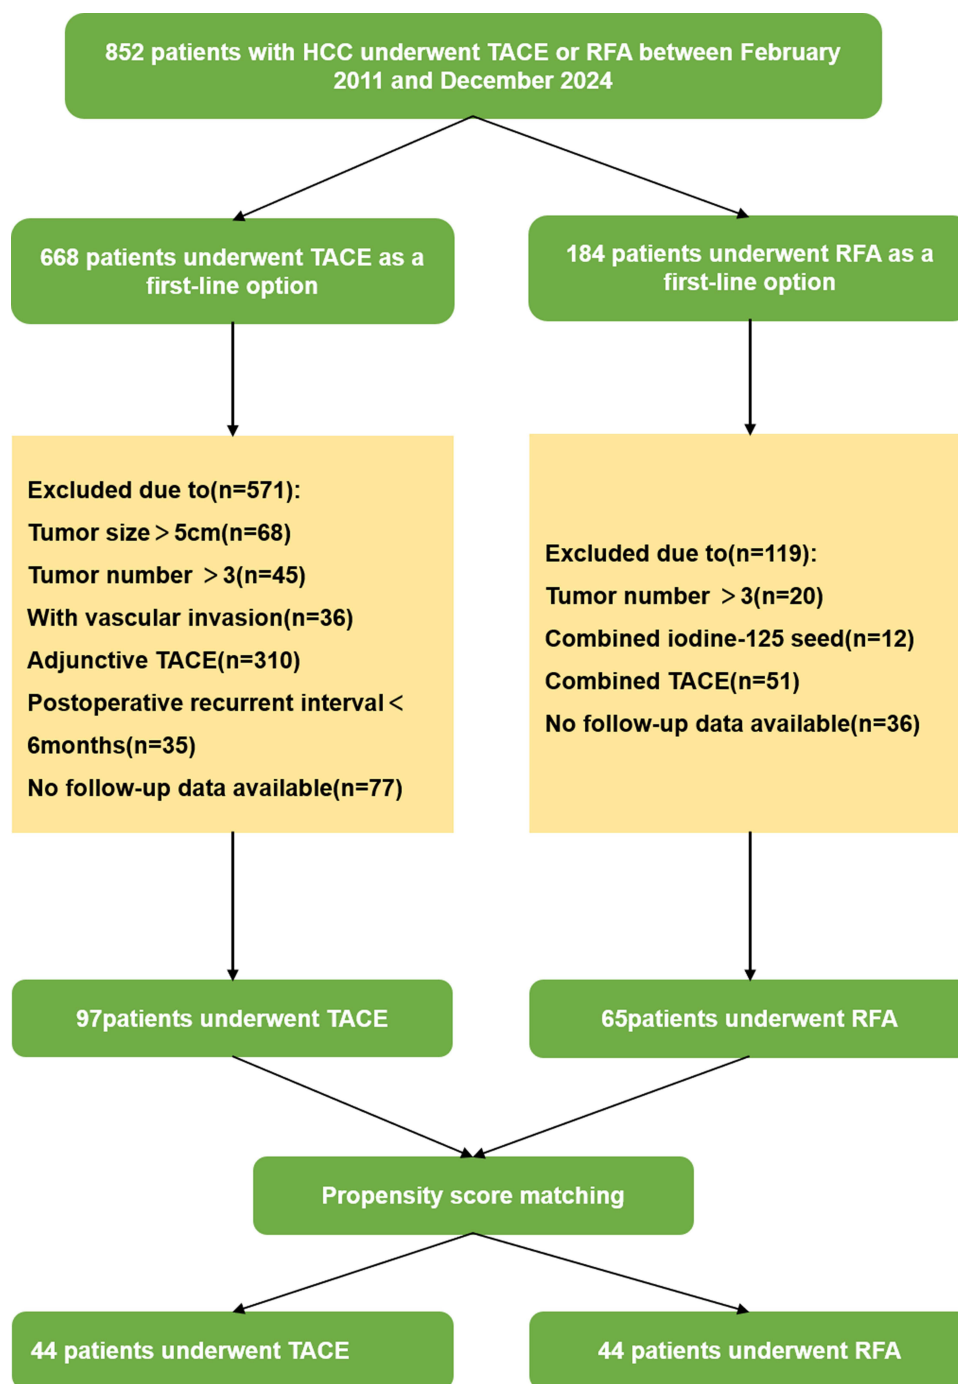 852 patients with HCC underwent TACE or RFA between February
2011 and December 2024
668 patients underwent TACE as a
first-line option
184 patients underwent RFA as a
first-line option
Excluded due to(n=571):
Tumor size＞5cm(n=68)
Tumor number ＞3(n=45)
With vascular invasion(n=36)
Adjunctive TACE(n=310)
Postoperative recurrent interval＜
6months(n=35)
No follow-up data available(n=77)
Excluded due to(n=119):
Tumor number ＞3(n=20)
Combined iodine-125 seed(n=12)
Combined TACE(n=51)
No follow-up data available(n=36)
97patients underwent TACE
65patients underwent RFA
Propensity score matching
44 patients underwent TACE
44 patients underwent RFA